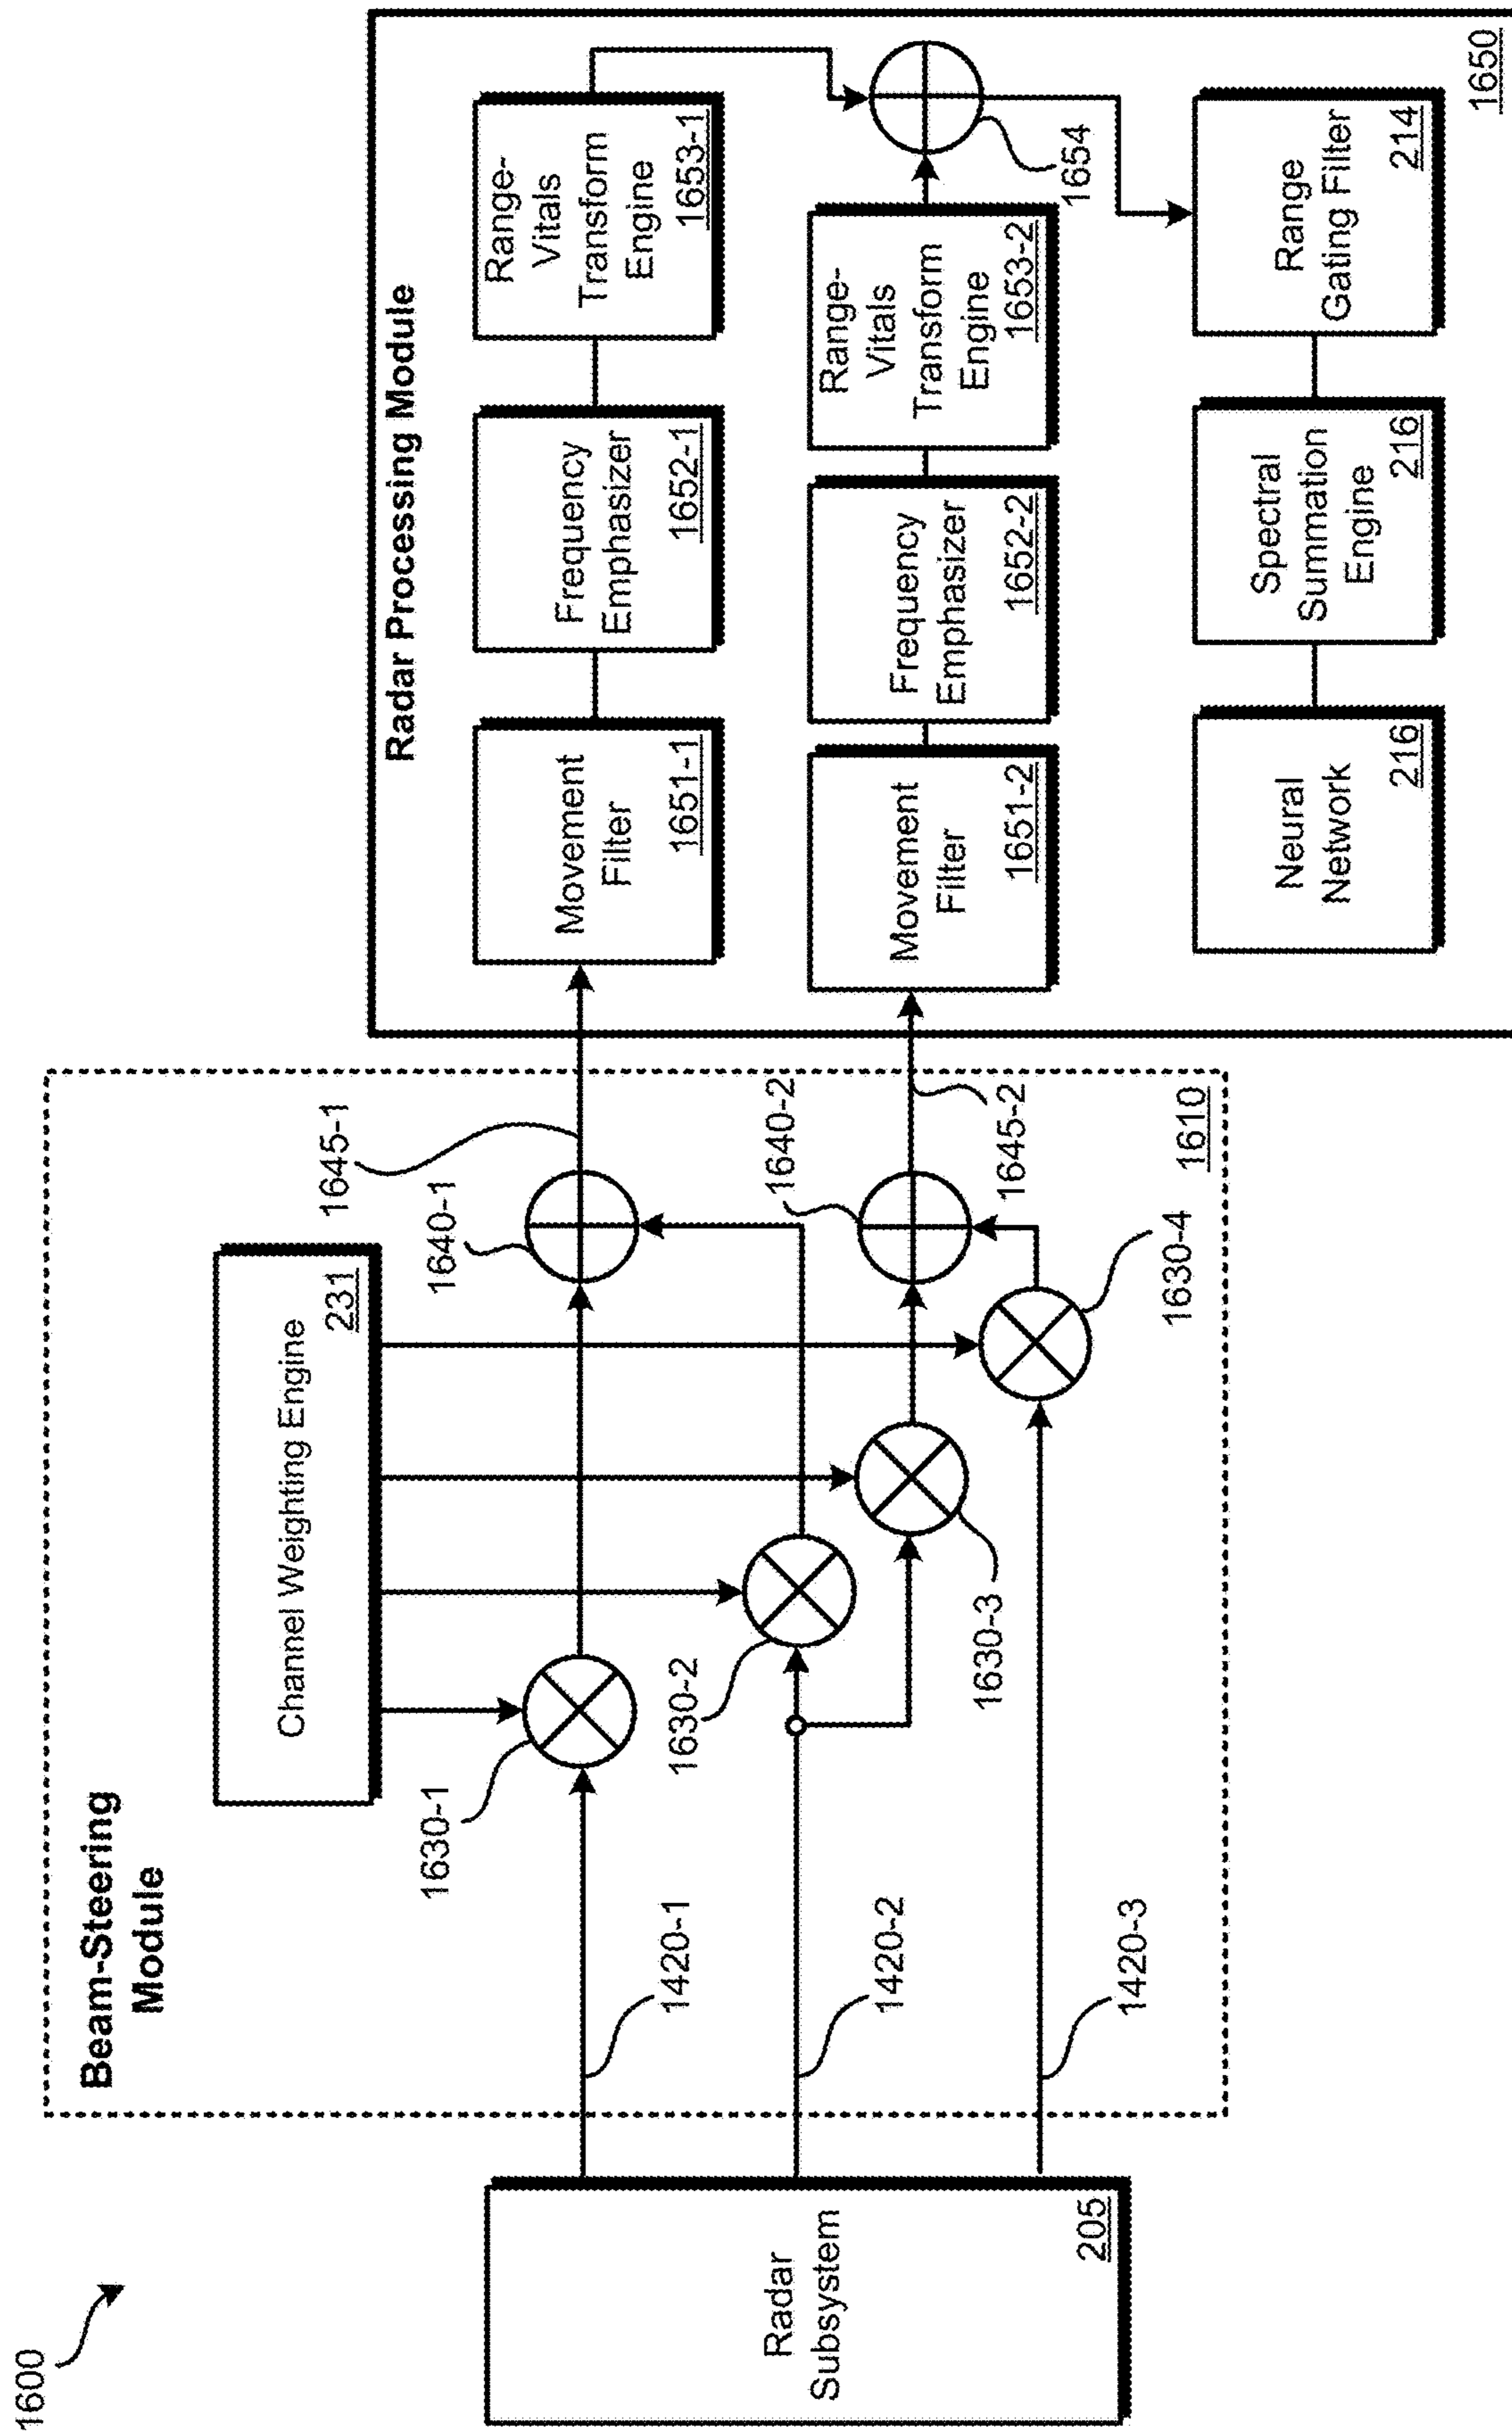 1600
Radar
Subsystem
205
Beam-Steering
Module
Channel Weighting Engine
231
1420-1
1420-2
1420-3
1630-1
1630-2
1630-3
1630-4
1640-1
1640-2
1645-1
1645-2
1610
Radar Processing Module
Movement
Filter
1651-1
Frequency
Emphasizer
1652-1
Range-
Vitals
Transform
Engine
1653-1
Movement
Filter
1651-2
Frequency
Emphasizer
1652-2
Range-
Vitals
Transform
Engine
1653-2
1654
Neural
Network
216
Spectral
Summation
Engine
216
Range
Gating Filter
214
1650